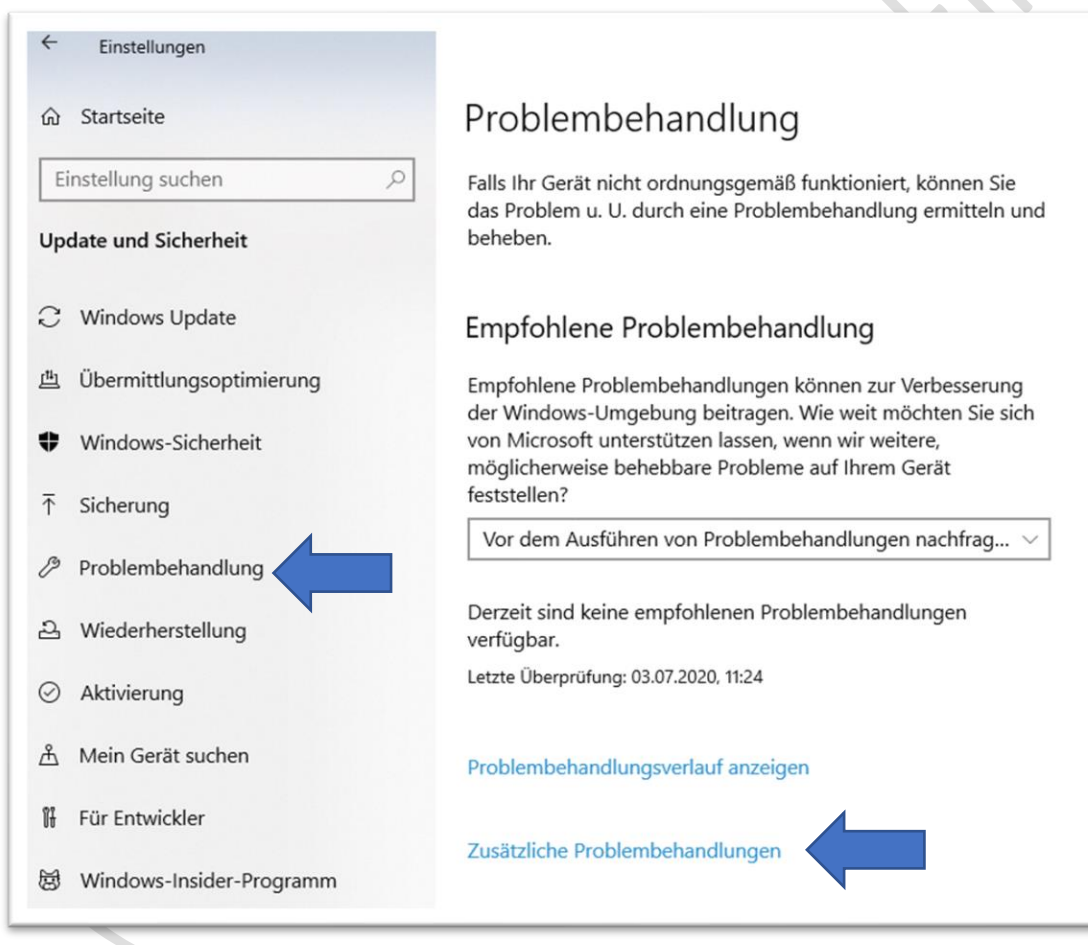 Einstellungen
Startseite
Einstellung suchen
Update und Sicherheit
Windows Update
Übermittlungsoptimierung
Windows-Sicherheit
Sicherung
Problembehandlung
Wiederherstellung
Aktivierung
Mein Gerät suchen
Für Entwickler
Windows-Insider-Programm
Problembehandlung
Falls Ihr Gerät nicht ordnungsgemäß funktioniert, können Sie
das Problem u. U. durch eine Problembehandlung ermitteln und
beheben.
Empfohlene Problembehandlung
Empfohlene Problembehandlungen können zur Verbesserung
der Windows-Umgebung beitragen. Wie weit möchten Sie sich
von Microsoft unterstützen lassen, wenn wir weitere,
möglicherweise behebbare Probleme auf Ihrem Gerät
feststellen?
Vor dem Ausführen von Problembehandlungen nachfrag...
Derzeit sind keine empfohlenen Problembehandlungen
verfügbar.
Letzte Überprüfung: 03.07.2020, 11:24
Problembehandlungsverlauf anzeigen
Zusätzliche Problembehandlungen